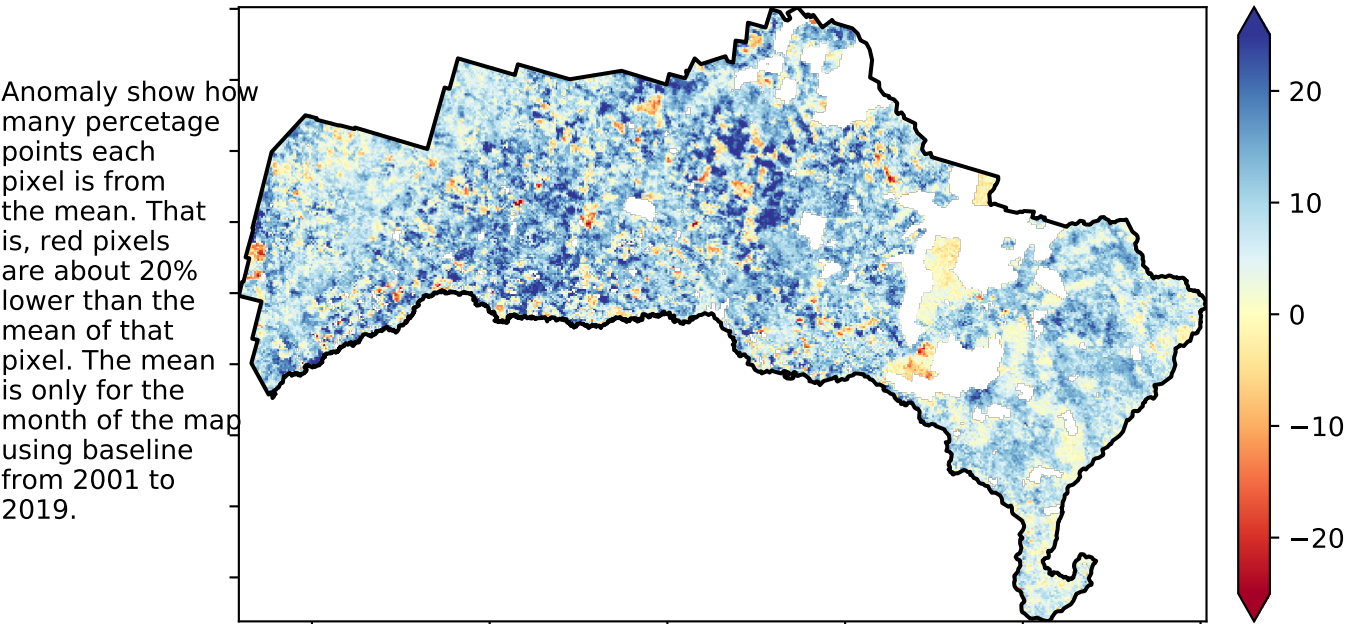 Anomaly show how
many percetage
points each
pixel is from
the mean. That
is, red pixels
are about 20%
lower than the
mean of that
pixel. The mean
is only for the
month of the map
using baseline
from 2001 to
2019.
20
10
0
−10
−20